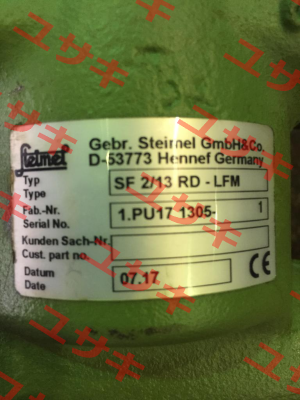 Steimel
Gebr. Steimel GmbH&Co.
D-53773 Hennef Germany
Typ
Type
SF 2/13 RD - LFM
Fab.-Nr.
Serial No.
1.PU17 1305- 1
Kunden Sach-Nr.
Cust. part no.
Datum
Date
07.17
CE
ユサキ
ユサキ
ユサキ
ユサキ
ユサキ
ユサキ